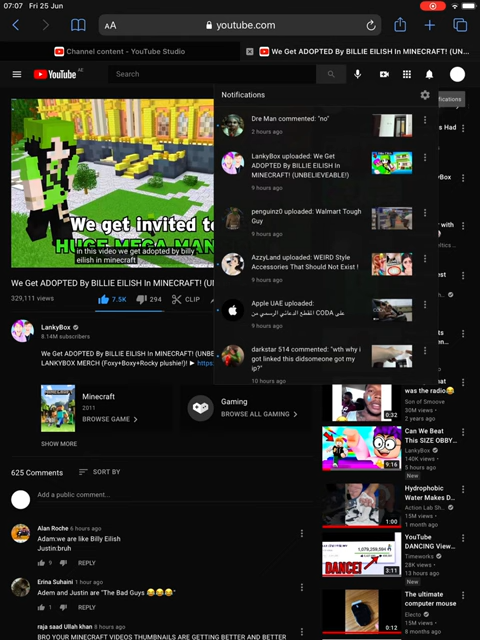 07:07 Fri 25 Jun
58%
AA
youtube.com
Channel content - YouTube Studio
We Get ADOPTED By BILLIE EILISH In MINECRAFT! (UN...
YouTube AE
Search
Notifications
Dre Man commented: "no"
2 hours ago
LankyBox uploaded: We Get
ADOPTED By BILLIE EILISH In
MINECRAFT! (UNBELIEVEABLE!)
9 hours ago
penguinz0 uploaded: Walmart Tough
Guy
9 hours ago
AzzyLand uploaded: WEIRD Style
Accessories That Should Not Exist !
9 hours ago
Apple UAE uploaded:
9 hours ago
darkstar 514 commented: "wth why i
got linked this didsomeone got my
ip?"
10 hours ago
We get invited t
HUGE MEGA MAN
in this video we get adopted by billy
eilish in minecraft
We Get ADOPTED By BILLIE EILISH In MINECRAFT! (UN
329,111 views
7.5K
294
CLIP
LankyBox
8.14M subscribers
We Get ADOPTED By BILLIE EILISH In MINECRAFT! (UNB
LANKYBOX MERCH (Foxy+Boxy+Rocky plushie!)! ► https:
Minecraft
2011
BROWSE GAME
Gaming
BROWSE ALL GAMING
SHOW MORE
625 Comments
SORT BY
Add a public comment...
Alan Roche 6 hours ago
Adam:we are like Billy Eilish
Justin:bruh
9
REPLY
Erina Suhaini 1 hour ago
Adem and Justin are "The Bad Guys 😂😂😂"
REPLY
raja saad Ullah khan 8 hours ago
BRO YOUR MINECRAFT VIDEOS THUMBNAILS ARE GETTING BETTER AND BETTER
was the radio😂
Son of Smoove
30M views •
2 years ago
0:32
Can We Beat
This SIZE OBBY...
LankyBox
140K views •
5 hours ago
New
9:16
Hydrophobic
Water Makes D...
Action Lab Sh...
15M views •
1 month ago
1:00
YouTube
DANCING View...
Timeworks
28K views •
13 hours ago
New
1,079,259,594
DANCE!
3:11
The ultimate
computer mouse
Electo
15M views •
0:12